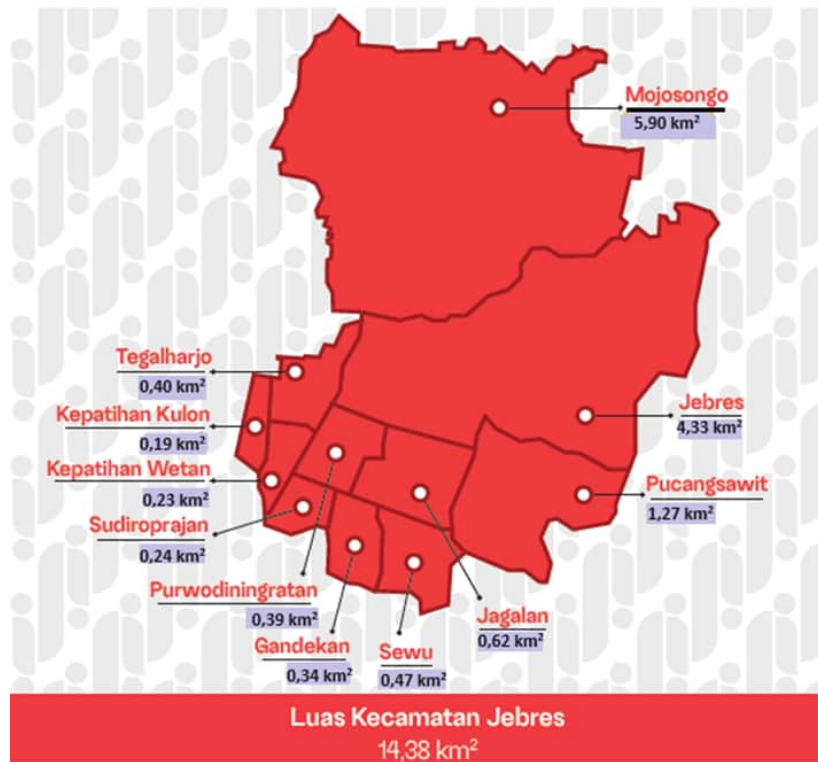 Mojosongo
5,90 km²
Tegalharjo
0,40 km²
Kepatihan Kulon
0,19 km²
Kepatihan Wetan
0,23 km²
Sudiroprajan
0,24 km²
Purwodiningratan
0,39 km²
Gandekan
0,34 km²
Sewu
0,47 km²
Jagalan
0,62 km²
Jebres
4,33 km²
Pucangsawit
1,27 km²
Luas Kecamatan Jebres
14,38 km²